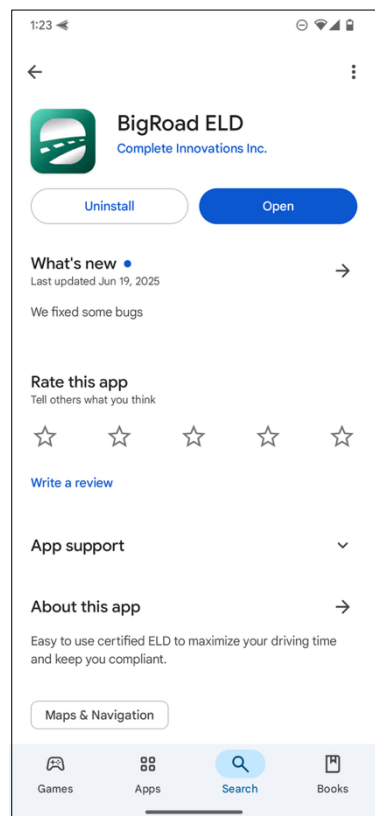 1:23
BigRoad ELD
Complete Innovations Inc.
Uninstall
Open
What's new
Last updated Jun 19, 2025
We fixed some bugs
Rate this app
Tell others what you think
Write a review
App support
About this app
Easy to use certified ELD to maximize your driving time
and keep you compliant.
Maps & Navigation
Games
Apps
Search
Books